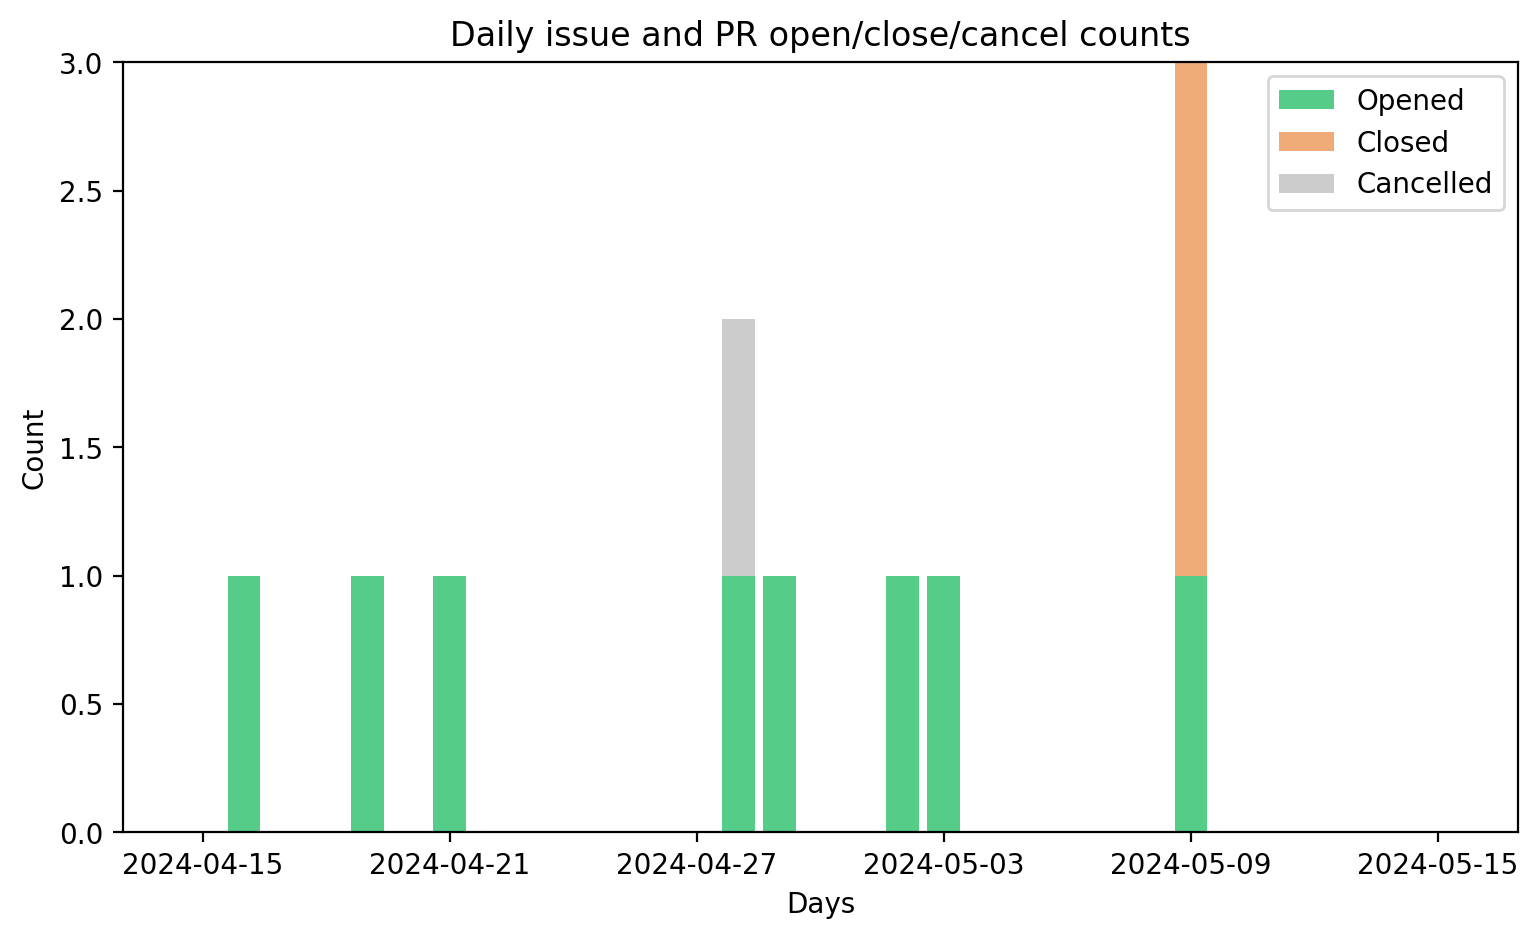 Daily issue and PR open/close/cancel counts
3.0
2.5
2.0
1.5
1.0
0.5
0.0
Count
Opened
Closed
Cancelled
2024-04-15
2024-04-21
2024-04-27
2024-05-03
2024-05-09
2024-05-15
Days